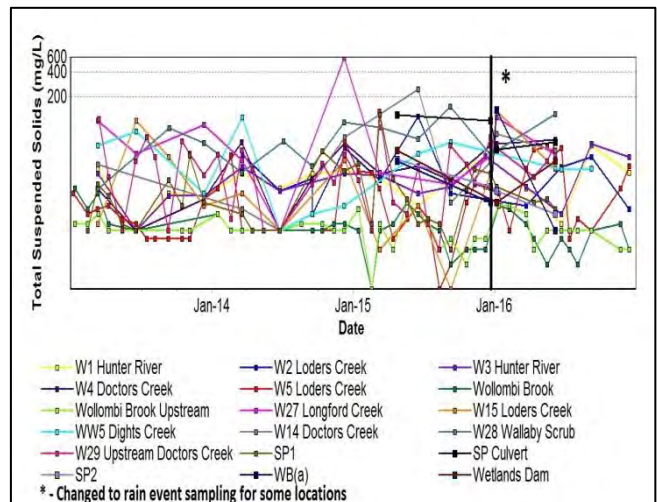 Total Suspended Solids (mg/L)
600
400
200
*
Jan-14
Jan-15
Jan-16
Date
W1 Hunter River
W2 Loders Creek
W3 Hunter River
W4 Doctors Creek
W5 Loders Creek
Wollombi Brook
Wollombi Brook Upstream
W27 Longford Creek
W15 Loders Creek
WW5 Dights Creek
W14 Doctors Creek
W28 Wallaby Scrub
W29 Upstream Doctors Creek
SP1
SP Culvert
SP2
WB(a)
Wetlands Dam
* - Changed to rain event sampling for some locations